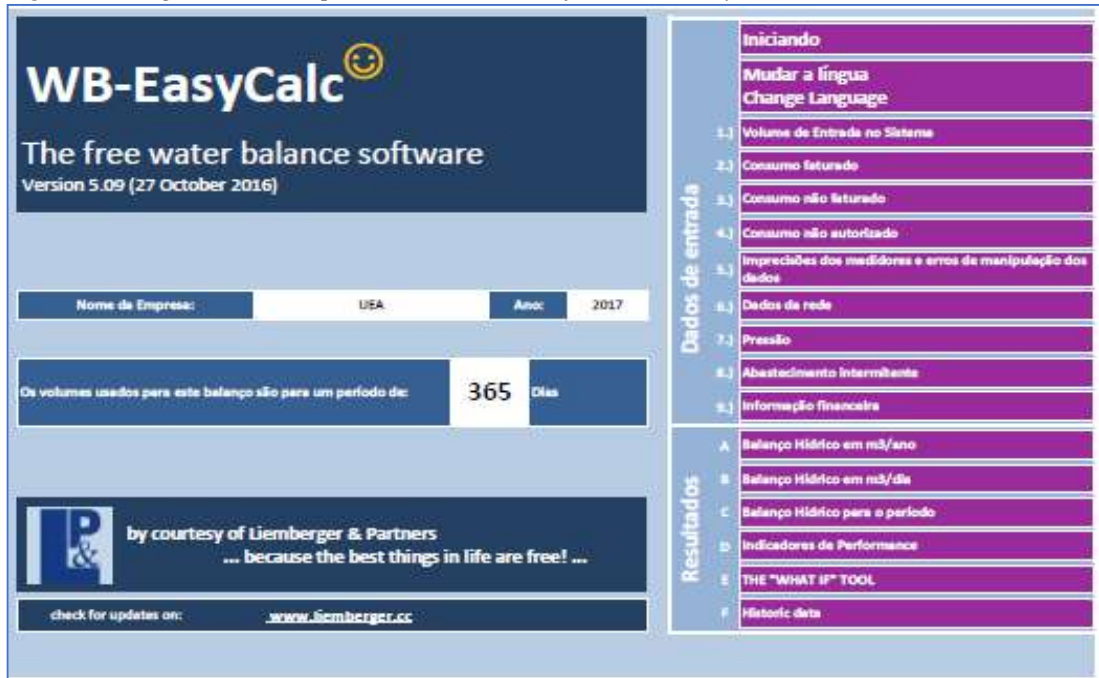 WB-EasyCalc
The free water balance software
Version 5.09 (27 October 2016)
Nome da Empresa: UEA Ano: 2017
Os volumes usados para este balanço são para um período de: 365 Dias
P&
by courtesy of Liemberger & Partners
... because the best things in life are free! ...
check for updates on: www.liemberger.cc
Dados de entrada
Iniciando
Mudar a língua
Change Language
1.) Volume de Entrada no Sistema
2.) Consumo faturado
3.) Consumo não faturado
4.) Consumo não autorizado
5.) Imprecisões dos medidores e erros de manipulação dos
dados
6.) Dados da rede
7.) Pressão
8.) Abastecimento intermitente
9.) Informação financeira
Resultados
A Balanço Hídrico em m3/ano
B Balanço Hídrico em m3/dia
C Balanço Hídrico para o período
D Indicadores de Performance
E THE "WHAT IF" TOOL
F Historic data